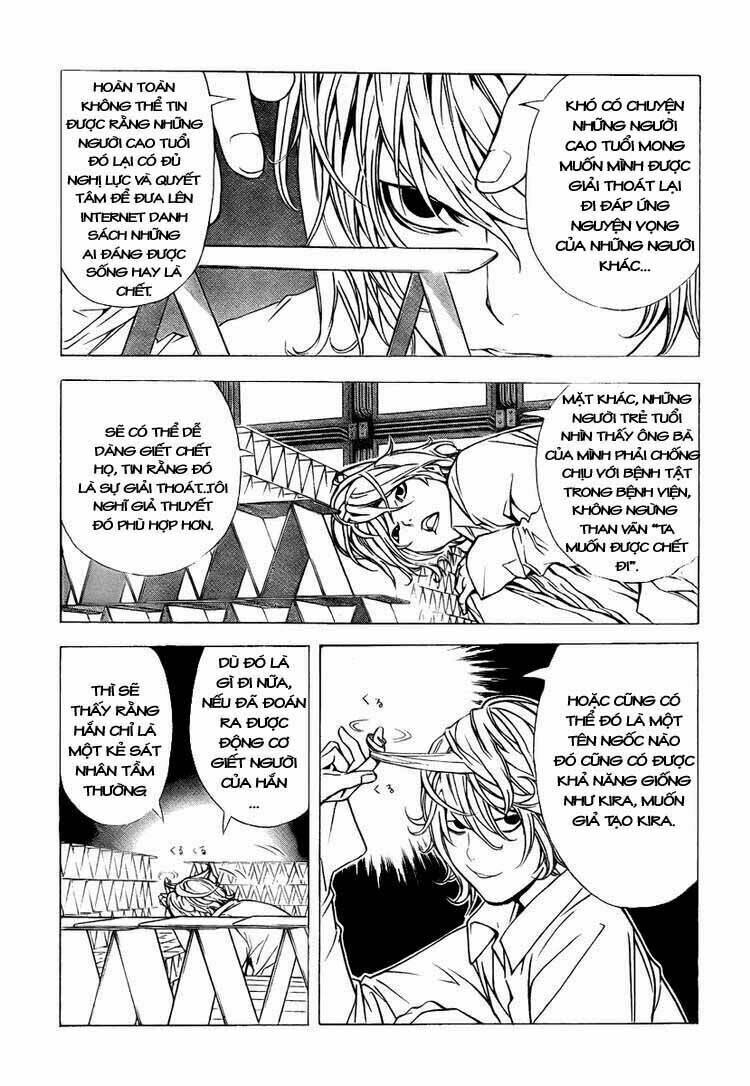 KHÓ CÓ CHUYỆN
NHỮNG NGƯỜI
CAO TUỔI MONG
MUỐN MÌNH ĐƯỢC
GIẢI THOÁT LẠI
ĐI ĐÁP ỨNG
NGUYỆN VỌNG
CỦA NHỮNG NGƯỜI
KHÁC...
HOÀN TOÀN
KHÔNG THỂ TIN
ĐƯỢC RẰNG NHỮNG
NGƯỜI CAO TUỔI
ĐÓ LẠI CÓ ĐỦ
NGHỊ LỰC VÀ QUYẾT
TÂM ĐỂ ĐƯA LÊN
INTERNET DANH
SÁCH NHỮNG
AI ĐÁNG ĐƯỢC
SỐNG HAY LÀ
CHẾT.
MẶT KHÁC, NHỮNG
NGƯỜI TRẺ TUỔI
NHÌN THẤY ÔNG BÀ
CỦA MÌNH PHẢI CHỐNG
CHỊU VỚI BỆNH TẬT
TRONG BỆNH VIỆN,
KHÔNG NGỪNG
THAN VÃN "TA
MUỐN ĐƯỢC CHẾT
ĐI".
SẼ CÓ THỂ DỄ
DÀNG GIẾT CHẾT
HỌ, TIN RẰNG ĐÓ
LÀ SỰ GIẢI THOÁT..TÔI
NGHĨ GIẢ THUYẾT
ĐÓ PHÙ HỢP HƠN.
HOẶC CŨNG CÓ
THỂ ĐÓ LÀ MỘT
TÊN NGỐC NÀO
ĐÓ CŨNG CÓ ĐƯỢC
KHẢ NĂNG GIỐNG
NHƯ KIRA, MUỐN
GIẢ TẠO KIRA.
くる
くる
DÙ ĐÓ LÀ
GÌ ĐI NỮA,
NẾU ĐÃ ĐOÁN
RA ĐƯỢC
ĐỘNG CƠ
GIẾT NGƯỜI
CỦA HẮN
...
THÌ SẼ
THẤY RẰNG
HẮN CHỈ LÀ
MỘT KẺ SÁT
NHÂN TẦM
THƯỜNG
くる
くる